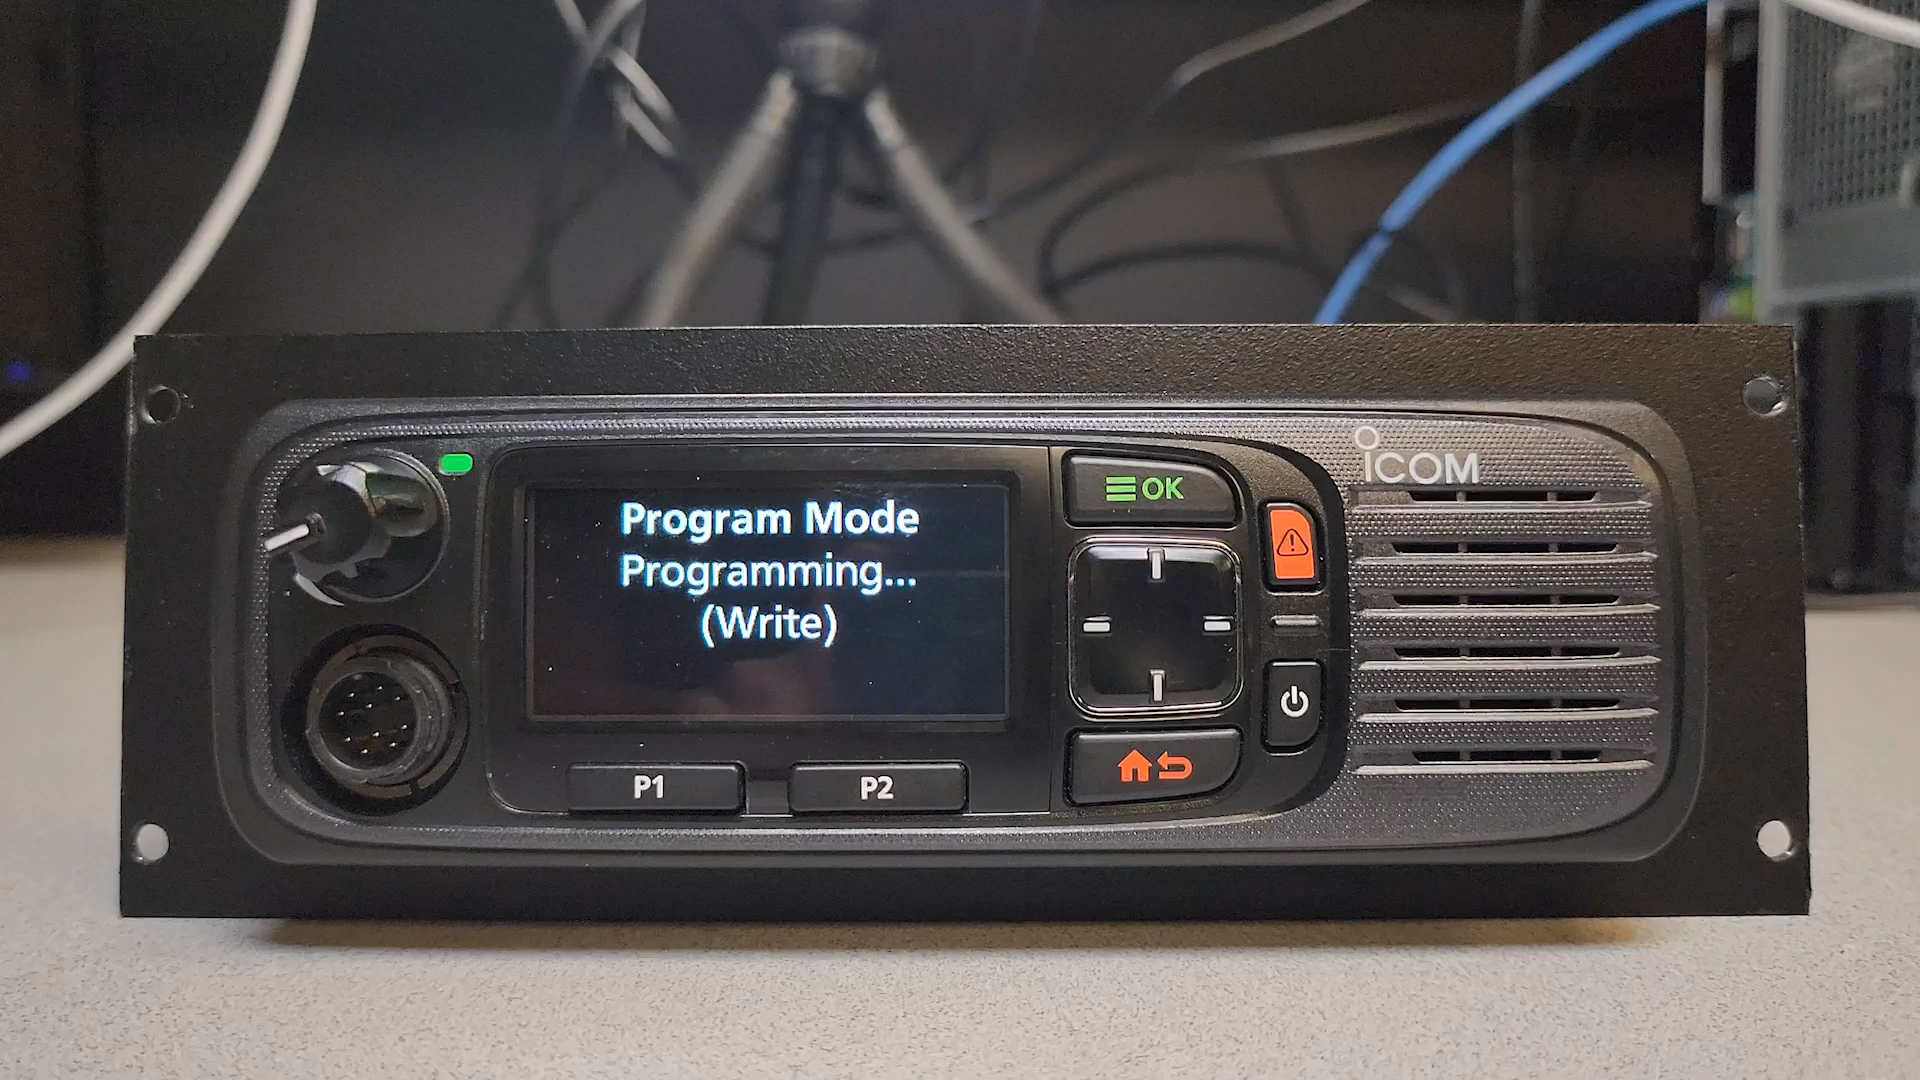 iCOM
Program Mode
Programming...
(Write)
OK
P1
P2